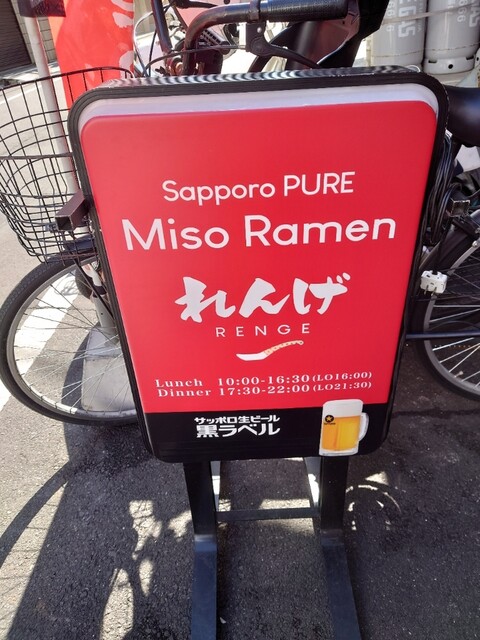 Sapporo PURE
Miso Ramen
れんげ
RENGE
Lunch 10:00-16:30(LO16:00)
Dinner 17:30-22:00(LO21:30)
サッポロ生ビール
黒ラベル